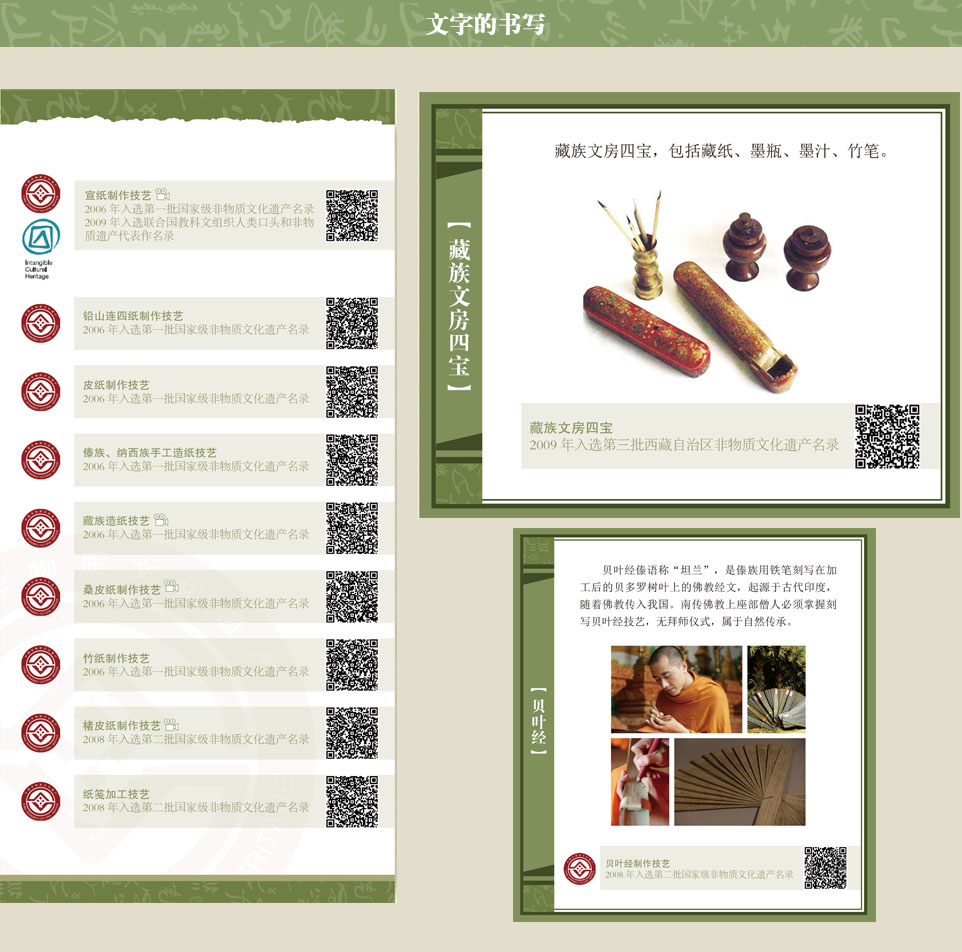 文字的书写
宣纸制作技艺
2006 年入选第一批国家级非物质文化遗产名录
2009 年入选联合国教科文组织人类口头和非物
质遗产代表作名录
Intangible
Cultural
Heritage
铅山连四纸制作技艺
2006 年入选第一批国家级非物质文化遗产名录
皮纸制作技艺
2006 年入选第一批国家级非物质文化遗产名录
傣族、纳西族手工造纸技艺
2006 年入选第一批国家级非物质文化遗产名录
藏族造纸技艺
2006 年入选第一批国家级非物质文化遗产名录
桑皮纸制作技艺
2006 年入选第一批国家级非物质文化遗产名录
竹纸制作技艺
2006 年入选第一批国家级非物质文化遗产名录
楮皮纸制作技艺
2008 年入选第二批国家级非物质文化遗产名录
纸笺加工技艺
2008 年入选第二批国家级非物质文化遗产名录
【藏族文房四宝】
藏族文房四宝，包括藏纸、墨瓶、墨汁、竹笔。
藏族文房四宝
2009 年入选第三批西藏自治区非物质文化遗产名录
【贝叶经】
贝叶经傣语称“坦兰”，是傣族用铁笔刻写在加
工后的贝多罗树叶上的佛教经文，起源于古代印度，
随着佛教传入我国。南传佛教上座部僧人必须掌握刻
写贝叶经技艺，无拜师仪式，属于自然传承。
贝叶经制作技艺
2008 年入选第二批国家级非物质文化遗产名录